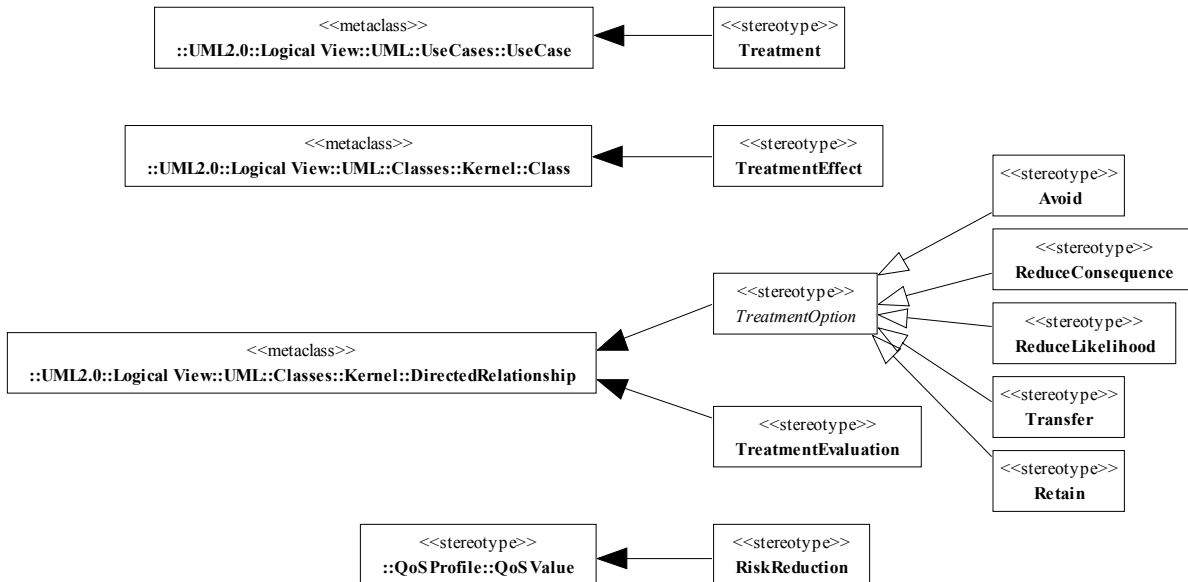 <<metaclass>>
::UML2.0::Logical View::UML::UseCases::UseCase
<<stereotype>>
Treatment
<<metaclass>>
::UML2.0::Logical View::UML::Classes::Kernel::Class
<<stereotype>>
TreatmentEffect
<<stereotype>>
Avoid
<<stereotype>>
ReduceConsequence
<<stereotype>>
TreatmentOption
<<stereotype>>
ReduceLikelihood
<<metaclass>>
::UML2.0::Logical View::UML::Classes::Kernel::DirectedRelationship
<<stereotype>>
Transfer
<<stereotype>>
TreatmentEvaluation
<<stereotype>>
Retain
<<stereotype>>
::QoSProfile::QoSValue
<<stereotype>>
RiskReduction